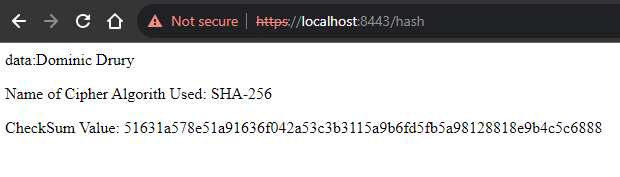 Not secure https://localhost:8443/hash
data:Dominic Drury
Name of Cipher Algorith Used: SHA-256
CheckSum Value: 51631a578e51a91636f042a53c3b3115a9b6fd5fb5a98128818e9b4c5c6888